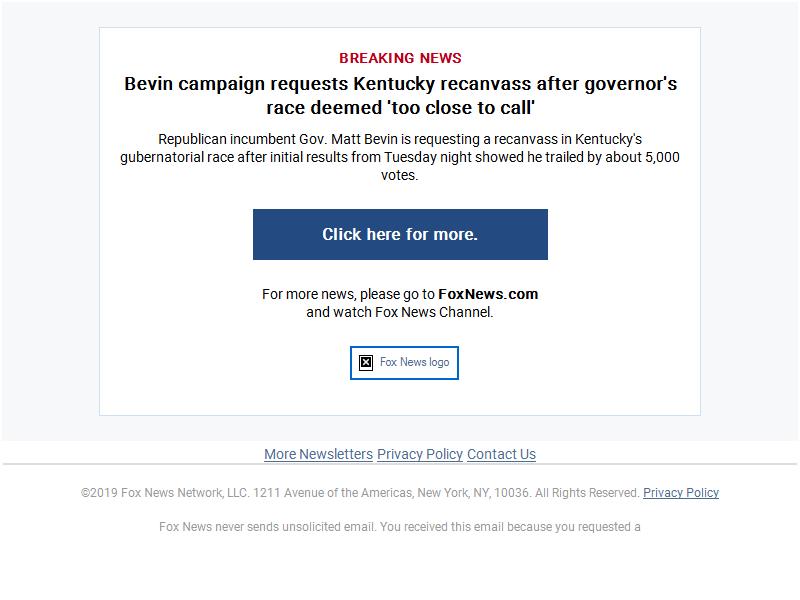 BREAKING NEWS
Bevin campaign requests Kentucky recanvass after governor's
race deemed 'too close to call'
Republican incumbent Gov. Matt Bevin is requesting a recanvass in Kentucky's
gubernatorial race after initial results from Tuesday night showed he trailed by about 5,000
votes.
Click here for more.
For more news, please go to FoxNews.com
and watch Fox News Channel.
Fox News logo
More Newsletters Privacy Policy Contact Us
©2019 Fox News Network, LLC. 1211 Avenue of the Americas, New York, NY, 10036. All Rights Reserved. Privacy Policy
Fox News never sends unsolicited email. You received this email because you requested a